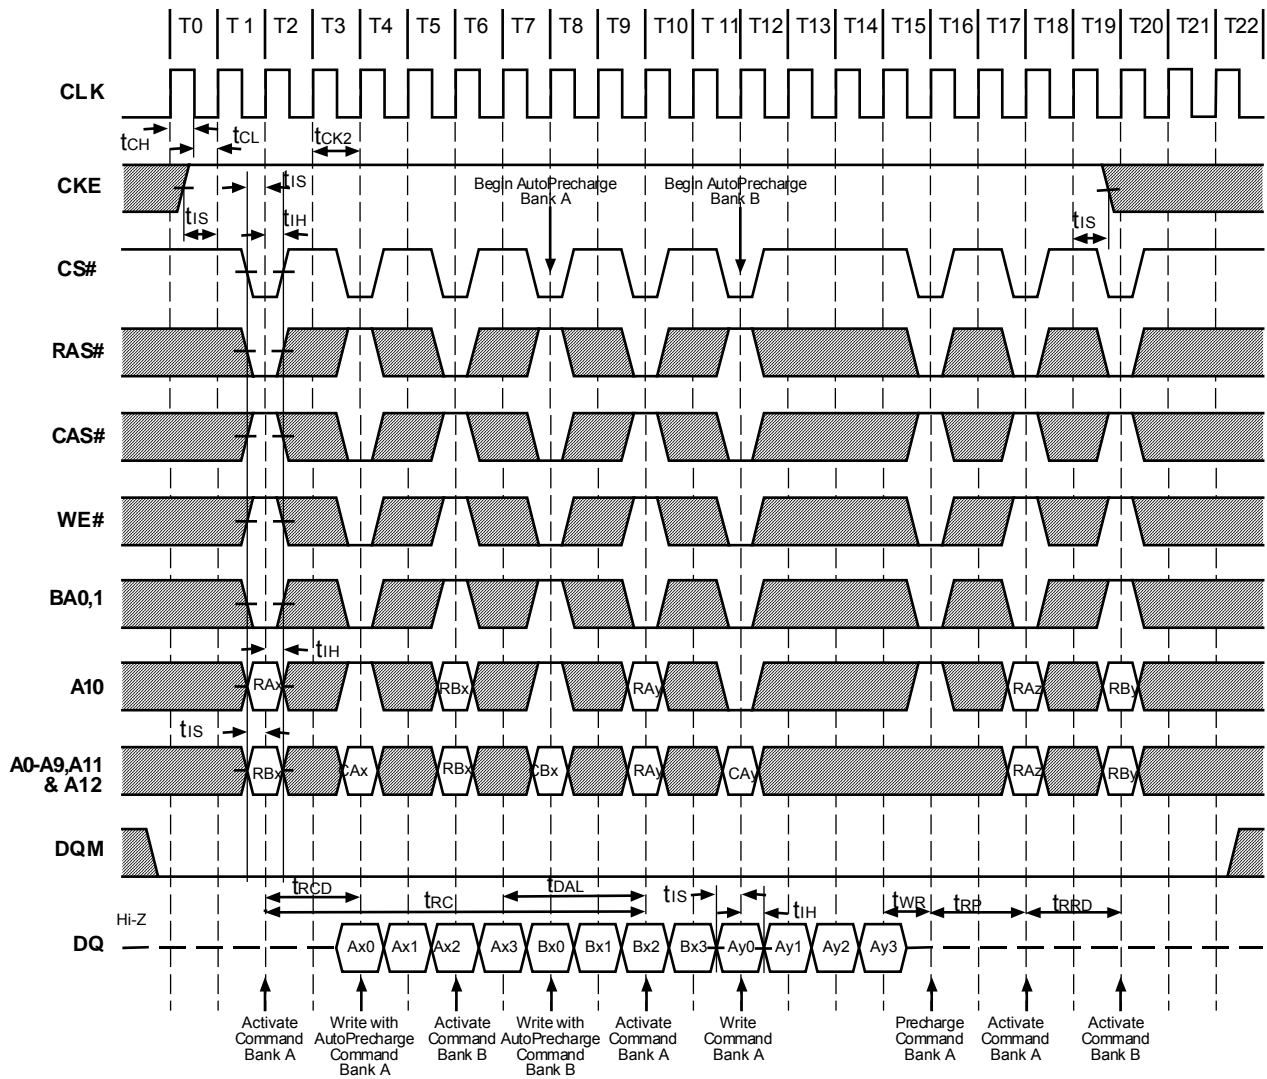 T0 T 1 T2 T3 T4 T5 T6 T7 T8 T9 T10 T 11 T12 T13 T14 T15 T16 T17 T18 T19 T20 T21 T22
CLK
tCH tCL tCK2
CKE
tIS
Begin AutoPrecharge
Bank A
Begin AutoPrecharge
Bank B
tIS tIH tIS
CS#
RAS#
CAS#
WE#
BA0,1
tIH
A10
RAx RBx RAy RAz RBy
tIS
A0-A9,A11
& A12
RBx CAx RBx CBx RAy CAy RAz RBy
DQM
tRCD tDAL tIS tWR tRP tRRD
tRC tIH
Hi-Z
DQ
Ax0 Ax1 Ax2 Ax3 Bx0 Bx1 Bx2 Bx3 Ay0 Ay1 Ay2 Ay3
Activate
Command
Bank A
Write with
AutoPrecharge
Command
Bank A
Activate
Command
Bank B
Write with
AutoPrecharge
Command
Bank B
Activate
Command
Bank A
Write
Command
Bank A
Precharge
Command
Bank A
Activate
Command
Bank A
Activate
Command
Bank B